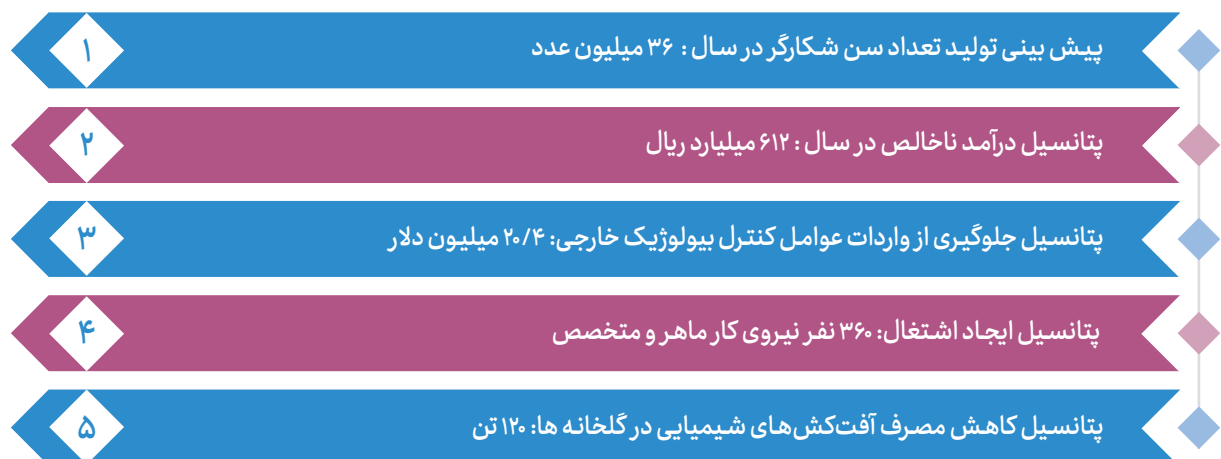 ۱ پیش بینی تولید تعداد سن شکارگر در سال : ۳۶ میلیون عدد
۲ پتانسیل درآمد ناخالص در سال : ۶۱۲ میلیارد ریال
۳ پتانسیل جلوگیری از واردات عوامل کنترل بیولوژیک خارجی: ۲۰/۴ میلیون دلار
۴ پتانسیل ایجاد اشتغال: ۳۶۰ نفر نیروی کار ماهر و متخصص
۵ پتانسیل کاهش مصرف آفت‌کش‌های شیمیایی در گلخانه ها: ۱۲۰ تن